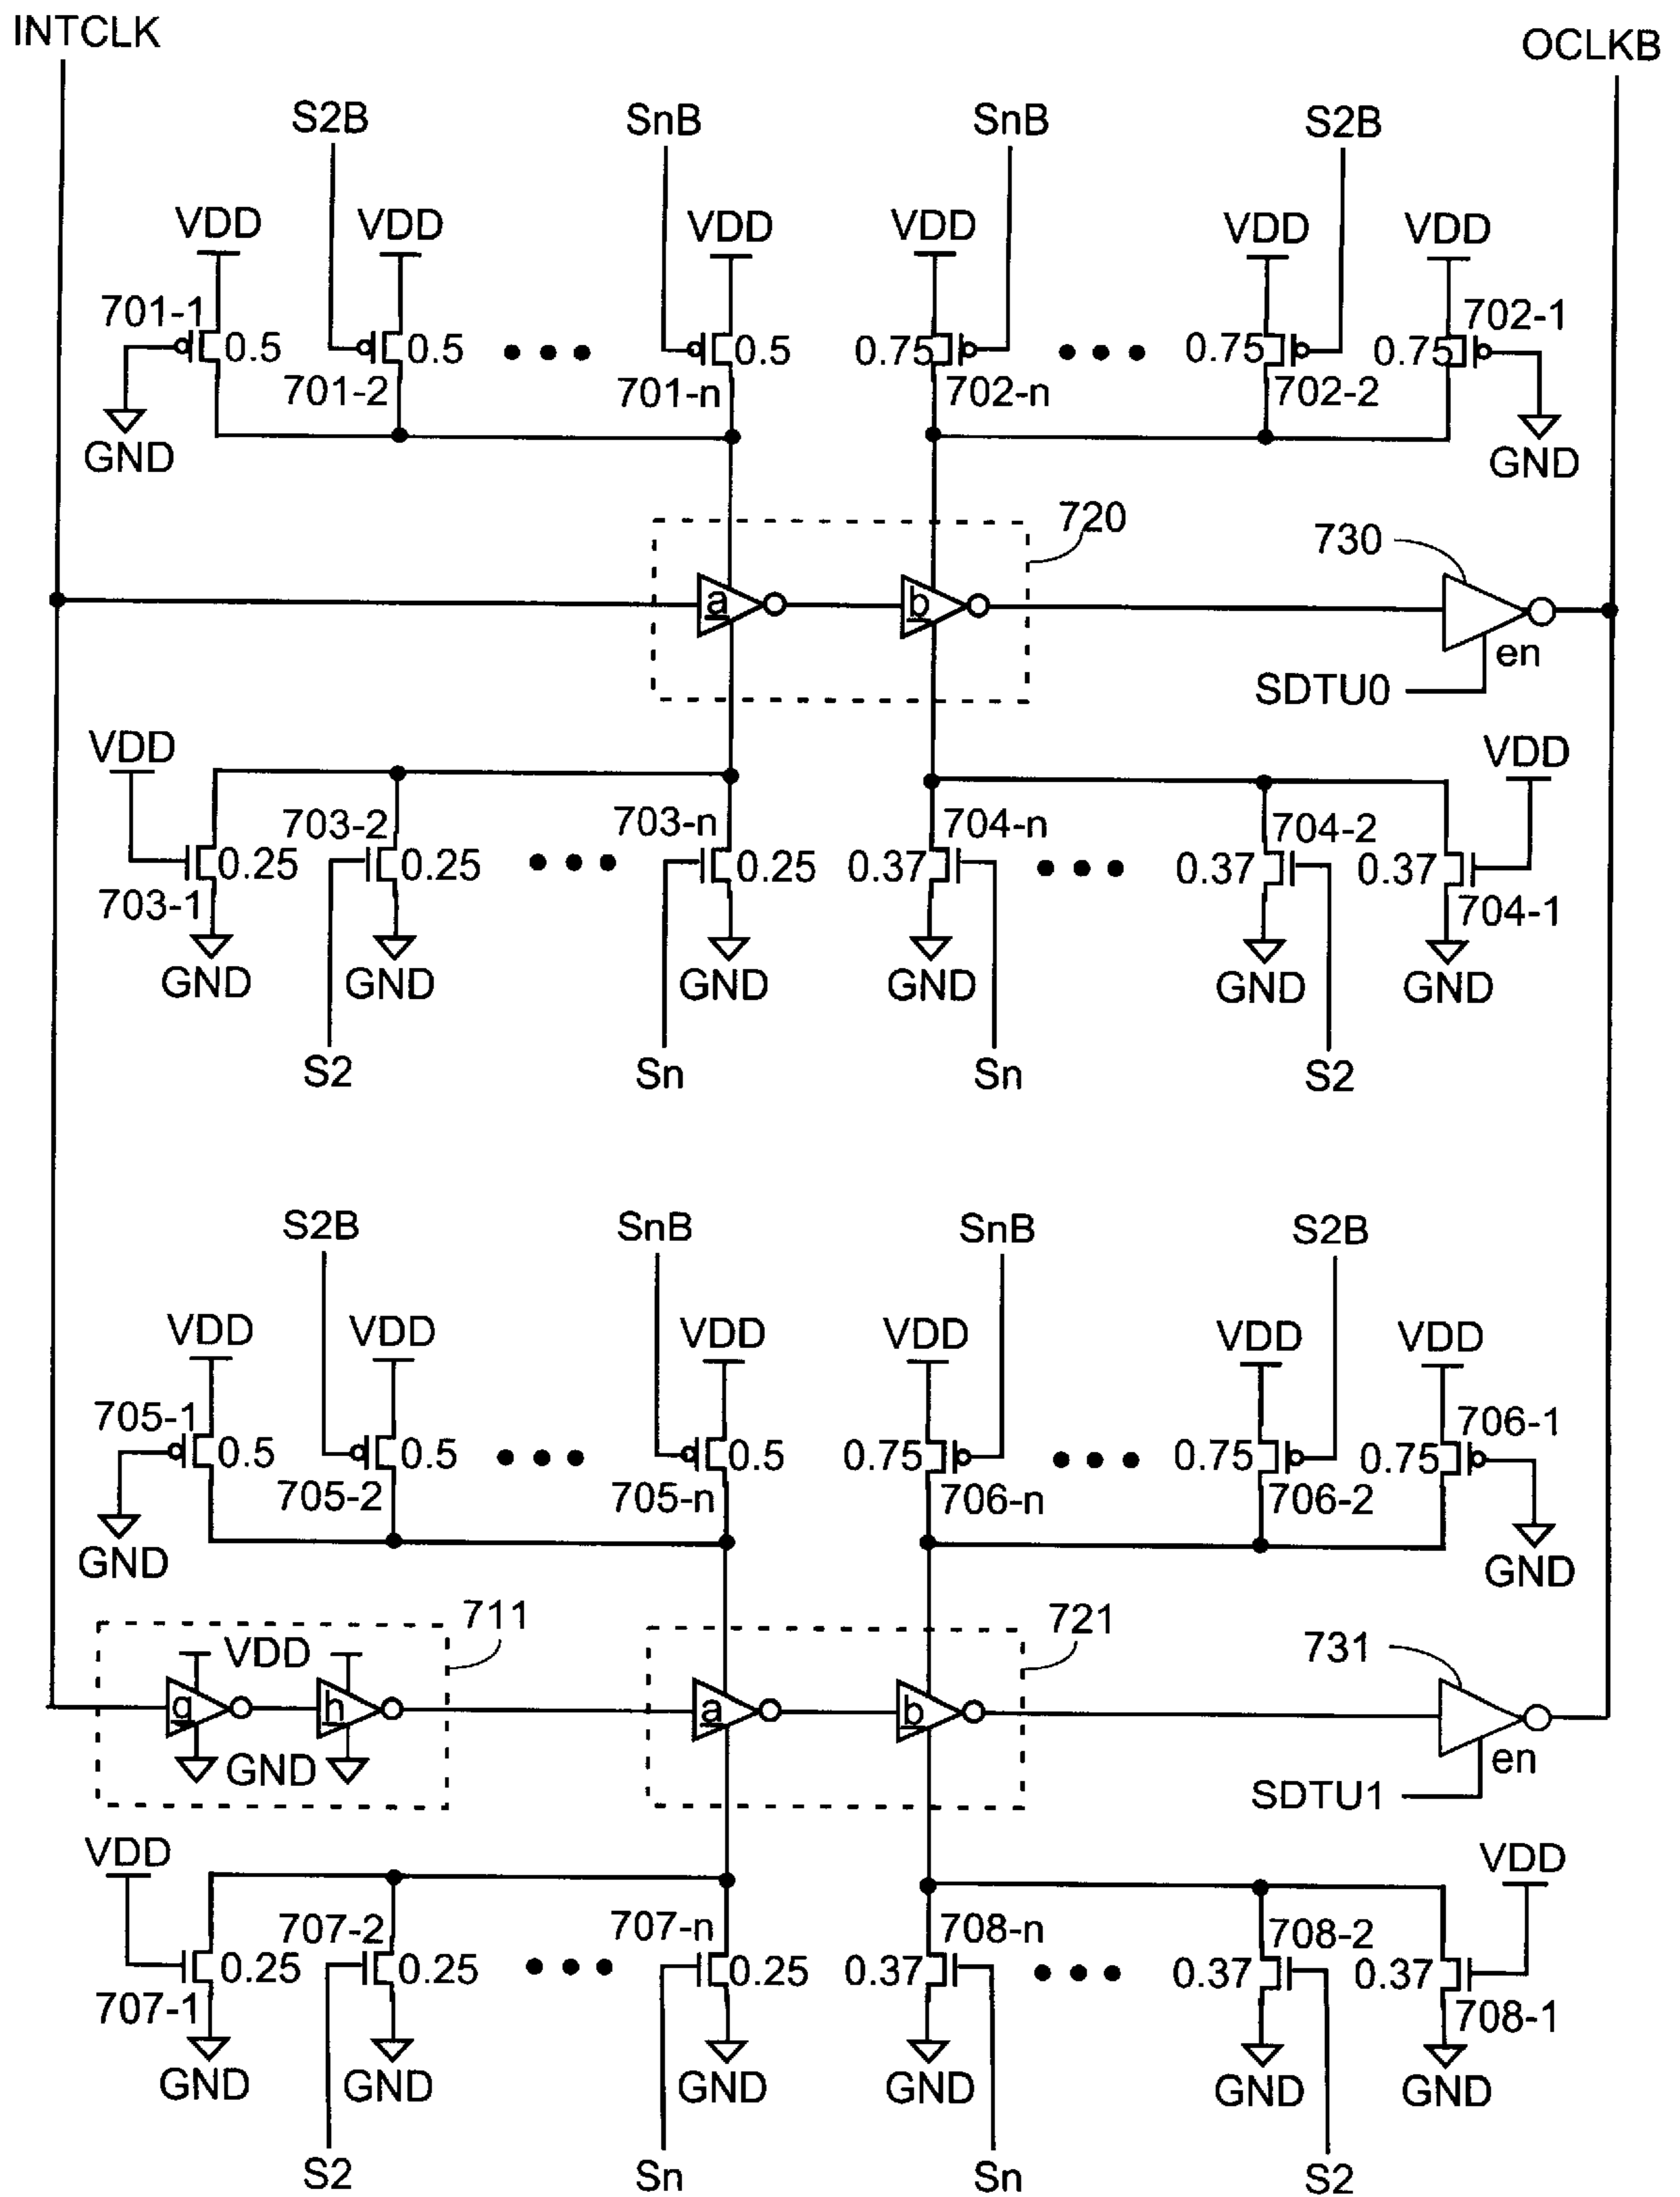 INTCLK
OCLKB
S2B SnB SnB S2B
VDD VDD VDD VDD VDD VDD
701-1 702-1
0.5 0.5 0.5 0.75 0.75 0.75
701-2 701-n 702-n 702-2
GND GND
720
730
a b
en
SDTU0
VDD VDD
703-2 703-n 704-n 704-2
0.25 0.25 0.25 0.37 0.37 0.37
703-1 704-1
GND GND GND GND GND GND
S2 Sn Sn S2
S2B SnB SnB S2B
VDD VDD VDD VDD VDD VDD
705-1 706-1
0.5 0.5 0.5 0.75 0.75 0.75
705-2 705-n 706-n 706-2
GND GND
711 721
731
VDD
g h a b
GND
en
SDTU1
VDD VDD
707-2 707-n 708-n 708-2
0.25 0.25 0.25 0.37 0.37 0.37
707-1 708-1
GND GND GND GND GND GND
S2 Sn Sn S2